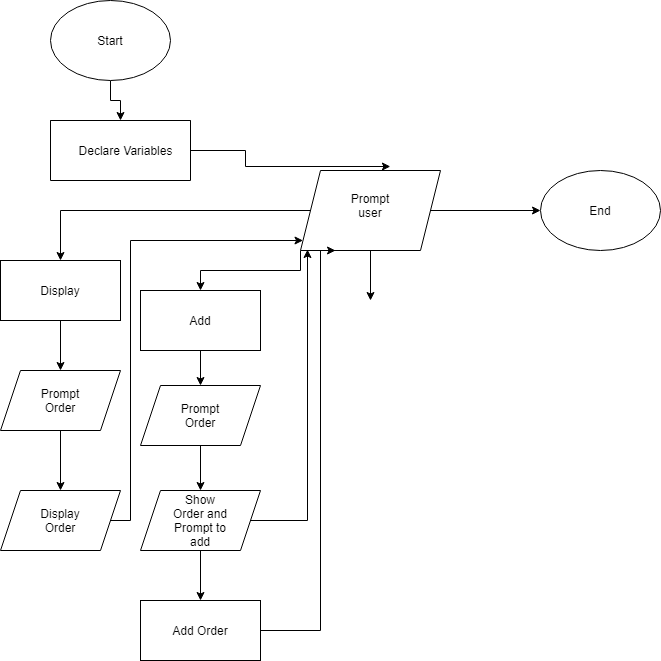 Start
Declare Variables
Prompt
user
End
Display
Add
Prompt
Order
Prompt
Order
Display
Order
Show
Order and
Prompt to
add
Add Order